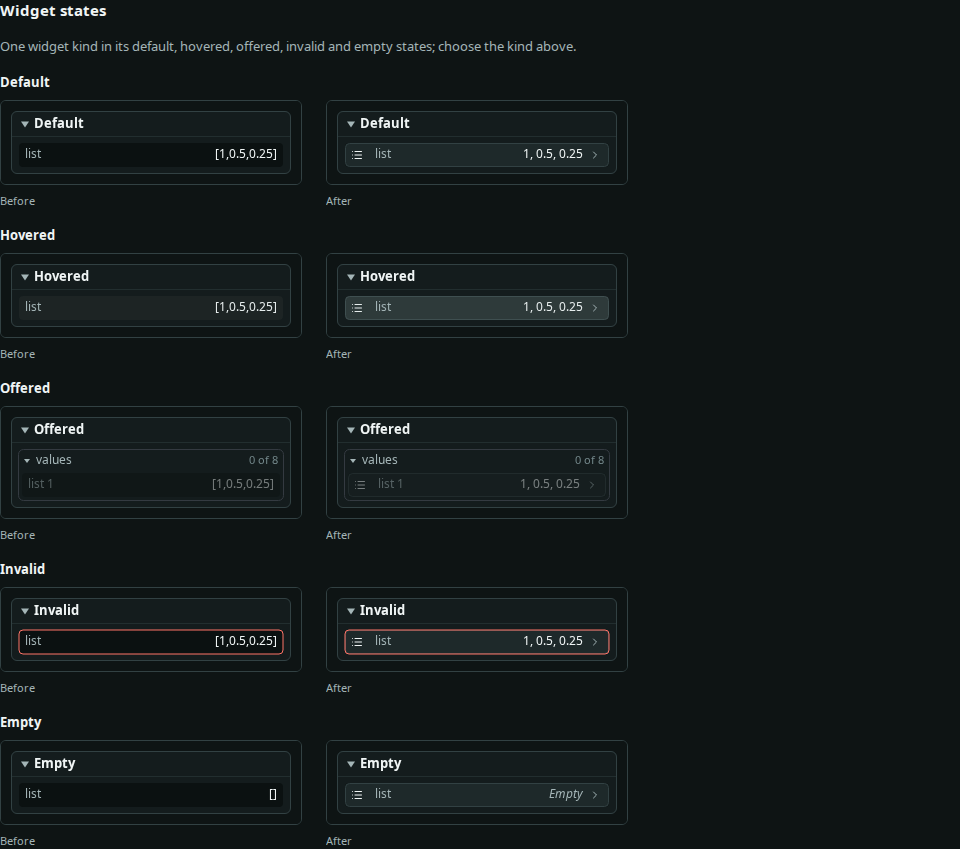 Widget states
One widget kind in its default, hovered, offered, invalid and empty states; choose the kind above.
Default
Default
list [1,0.5,0.25]
Before
Default
list 1, 0.5, 0.25
After
Hovered
Hovered
list [1,0.5,0.25]
Before
Hovered
list 1, 0.5, 0.25
After
Offered
Offered
values 0 of 8
list 1 [1,0.5,0.25]
Before
Offered
values 0 of 8
list 1 1, 0.5, 0.25
After
Invalid
Invalid
list [1,0.5,0.25]
Before
Invalid
list 1, 0.5, 0.25
After
Empty
Empty
list []
Before
Empty
list Empty
After